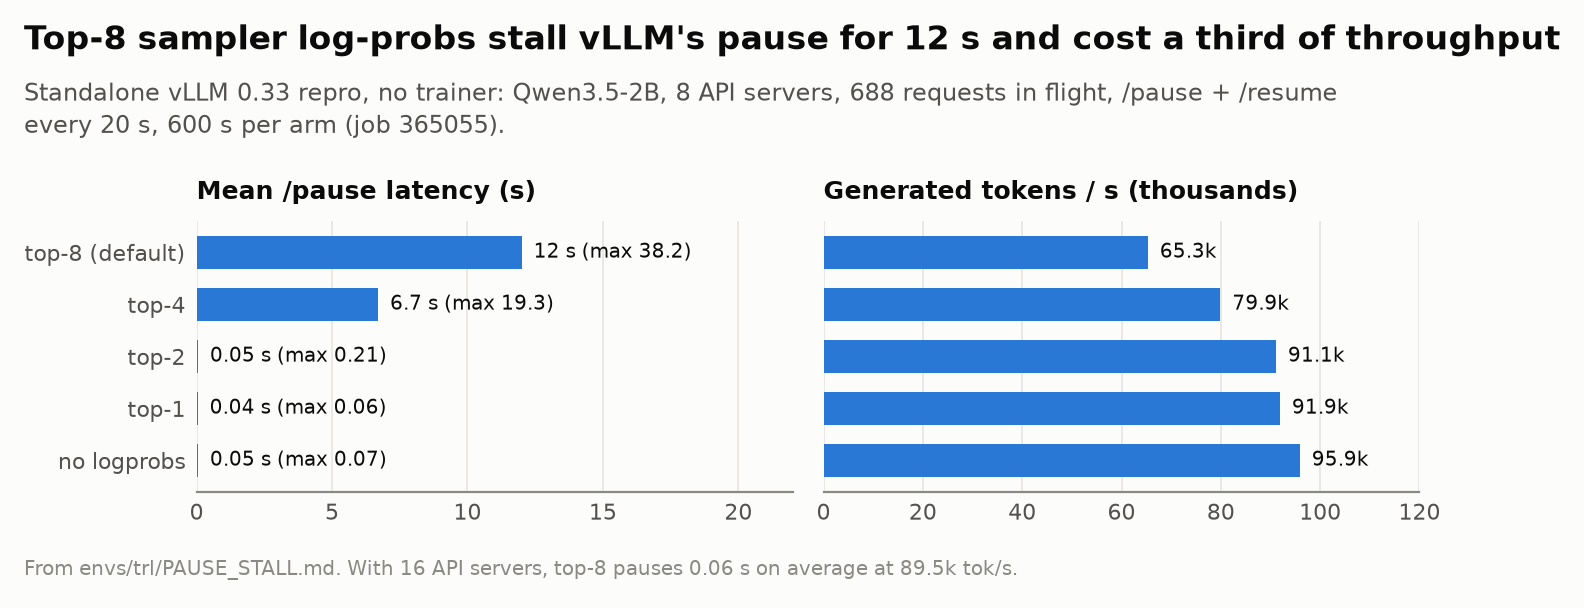 Top-8 sampler log-probs stall vLLM's pause for 12 s and cost a third of throughput
Standalone vLLM 0.33 repro, no trainer: Qwen3.5-2B, 8 API servers, 688 requests in flight, /pause + /resume
every 20 s, 600 s per arm (job 365055).
Mean /pause latency (s)
top-8 (default)
12 s (max 38.2)
top-4
6.7 s (max 19.3)
top-2
0.05 s (max 0.21)
top-1
0.04 s (max 0.06)
no logprobs
0.05 s (max 0.07)
0 5 10 15 20
Generated tokens / s (thousands)
65.3k
79.9k
91.1k
91.9k
95.9k
0 20 40 60 80 100 120
From envs/trl/PAUSE_STALL.md. With 16 API servers, top-8 pauses 0.06 s on average at 89.5k tok/s.